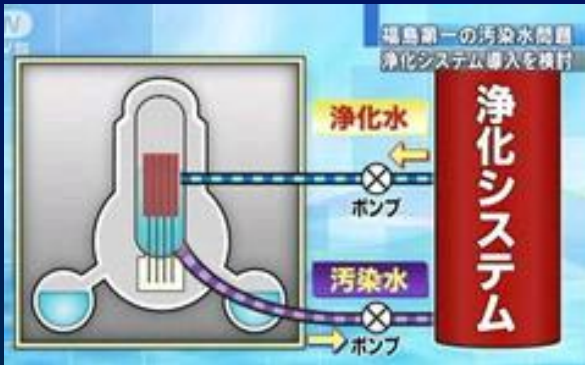 福島第一の汚染水問題
浄化システム導入を検討
浄化水
ポンプ
浄化システム
汚染水
ポンプ